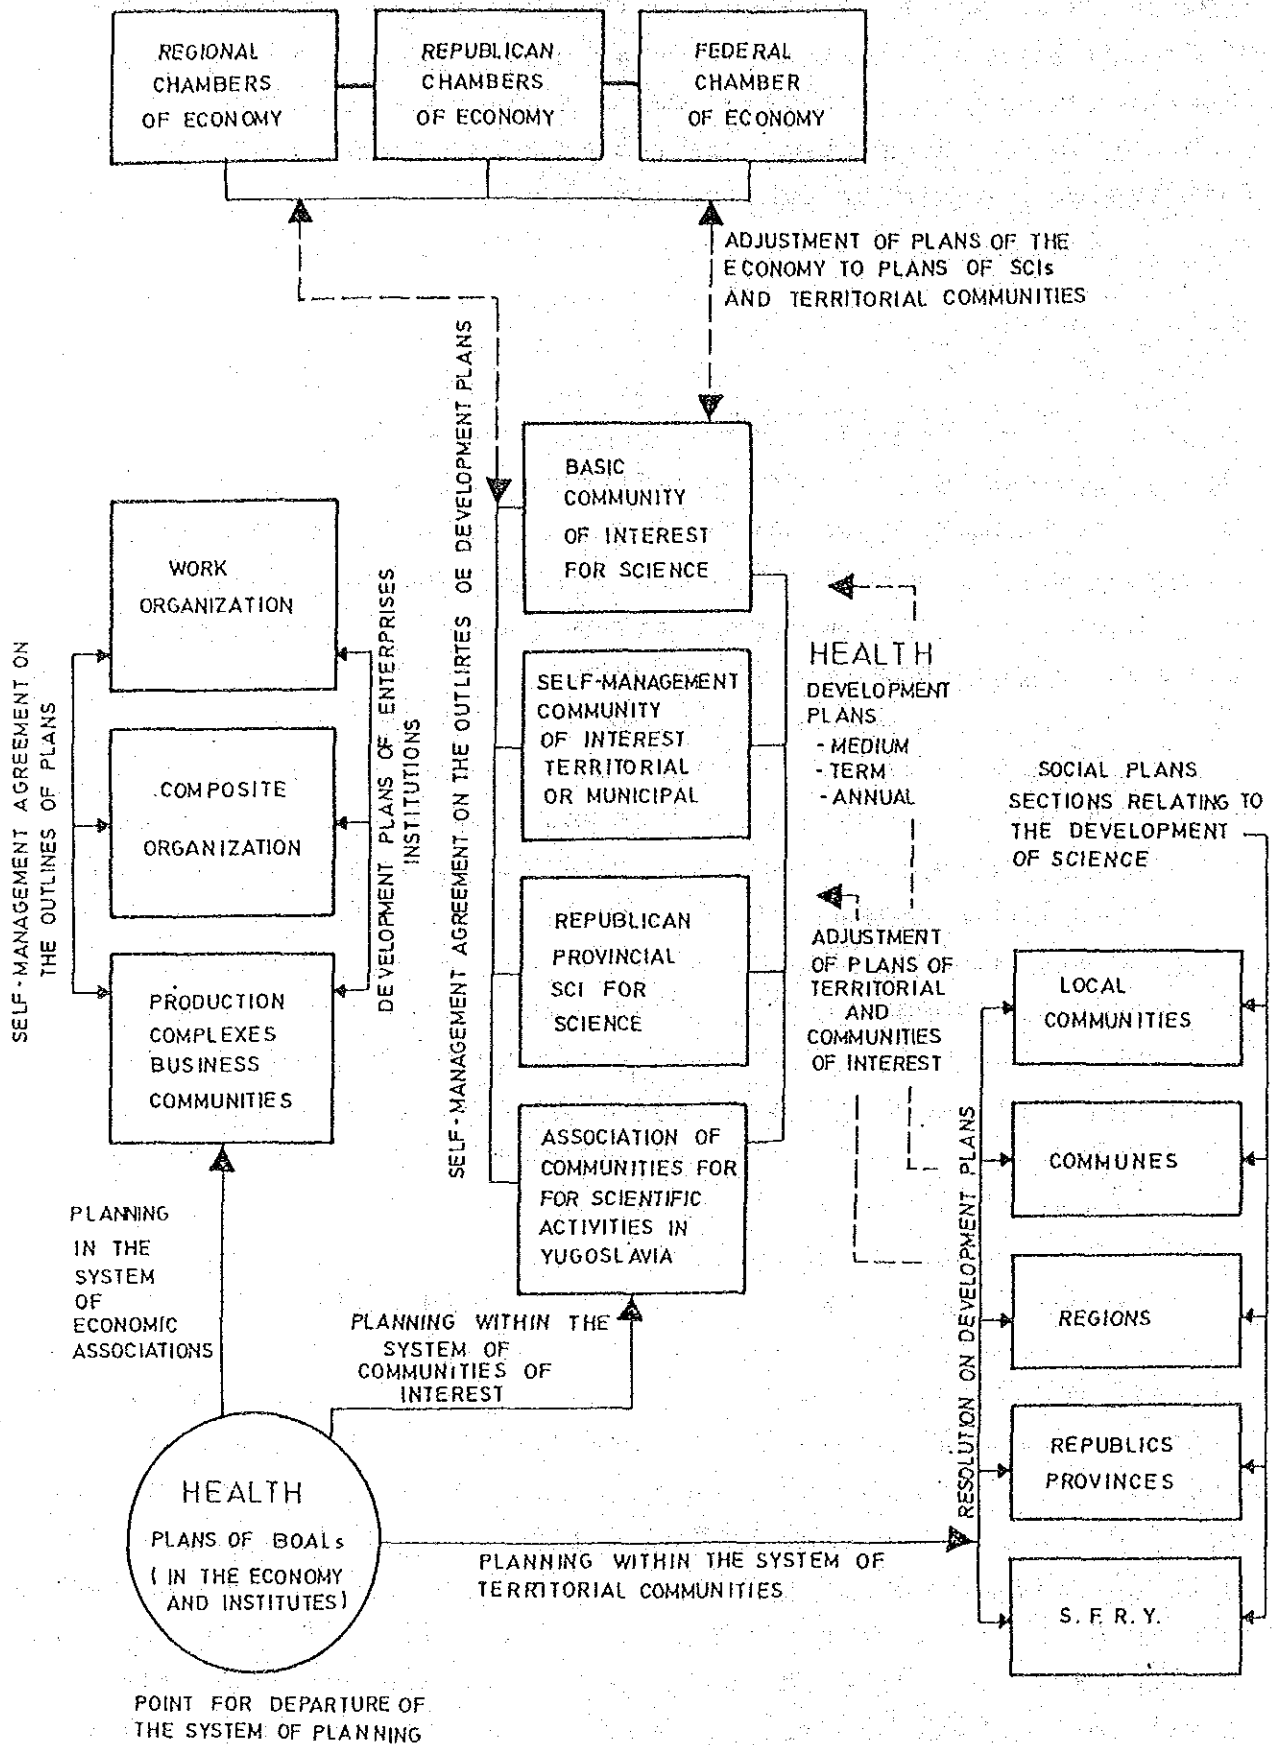 REGIONAL
CHAMBERS
OF ECONOMY
REPUBLICAN
CHAMBERS
OF ECONOMY
FEDERAL
CHAMBER
OF ECONOMY
ADJUSTMENT OF PLANS OF THE
ECONOMY TO PLANS OF SCIs
AND TERRITORIAL COMMUNITIES
SELF-MANAGEMENT AGREEMENT ON
THE OUTLINES OF PLANS
WORK
ORGANIZATION
COMPOSITE
ORGANIZATION
PRODUCTION
COMPLEXES
BUSINESS
COMMUNITIES
DEVELOPMENT PLANS OF ENTERPRISES
INSTITUTIONS
SELF-MANAGEMENT AGREEMENT ON THE OUTLIRTES OE DEVELOPMENT PLANS
BASIC
COMMUNITY
OF INTEREST
FOR SCIENCE
SELF-MANAGEMENT
COMMUNITY
OF INTEREST
TERRITORIAL
OR MUNICIPAL
REPUBLICAN
PROVINCIAL
SCI FOR
SCIENCE
ASSOCIATION OF
COMMUNITIES FOR
FOR SCIENTIFIC
ACTIVITIES IN
YUGOSLAVIA
HEALTH
DEVELOPMENT
PLANS
- MEDIUM
- TERM
- ANNUAL
ADJUSTMENT
OF PLANS OF
TERRITORIAL
AND
COMMUNITIES
OF INTEREST
SOCIAL PLANS
SECTIONS RELATING TO
THE DEVELOPMENT
OF SCIENCE
RESOLUTION ON DEVELOPMENT PLANS
LOCAL
COMMUNITIES
COMMUNES
REGIONS
REPUBLICS
PROVINCES
S. F. R. Y.
PLANNING
IN THE
SYSTEM
OF
ECONOMIC
ASSOCIATIONS
PLANNING WITHIN THE
SYSTEM OF
COMMUNITIES OF
INTEREST
HEALTH
PLANS OF BOALs
( IN THE ECONOMY
AND INSTITUTES)
PLANNING WITHIN THE SYSTEM OF
TERRITORIAL COMMUNITIES
POINT FOR DEPARTURE OF
THE SYSTEM OF PLANNING